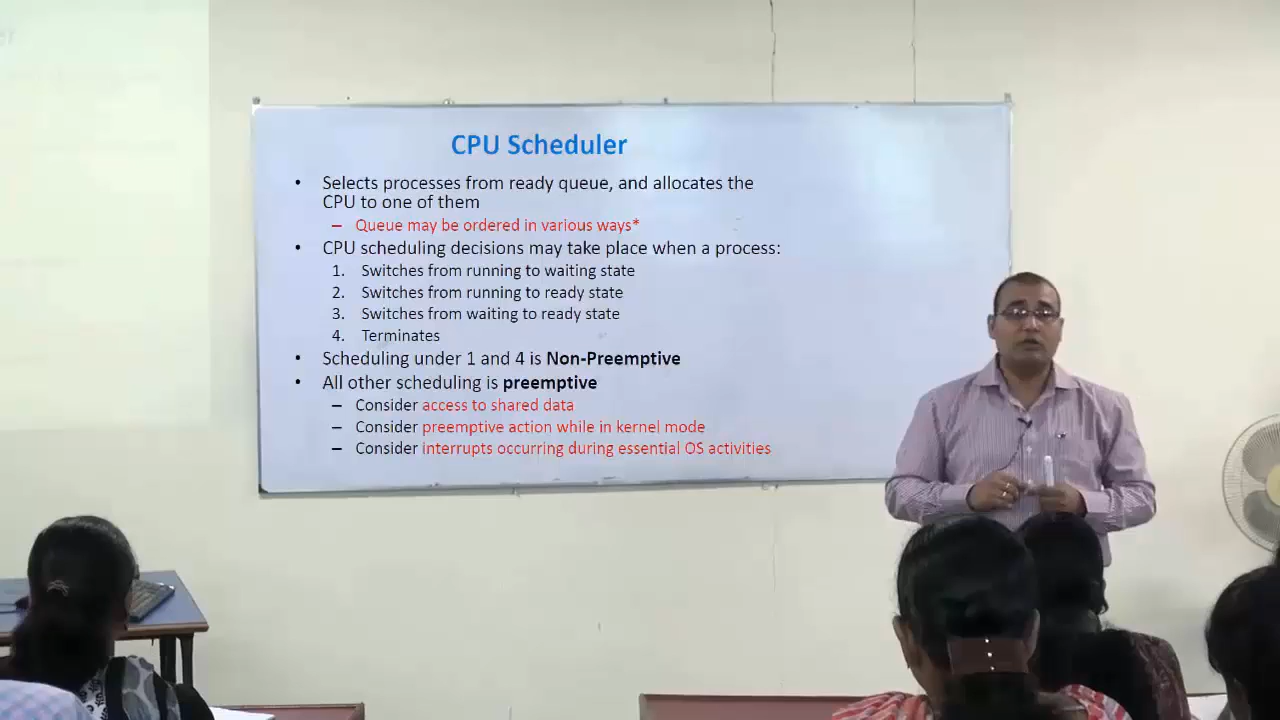 CPU Scheduler
• Selects processes from ready queue, and allocates the
CPU to one of them
– Queue may be ordered in various ways*
• CPU scheduling decisions may take place when a process:
1. Switches from running to waiting state
2. Switches from running to ready state
3. Switches from waiting to ready state
4. Terminates
• Scheduling under 1 and 4 is Non-Preemptive
• All other scheduling is preemptive
– Consider access to shared data
– Consider preemptive action while in kernel mode
– Consider interrupts occurring during essential OS activities